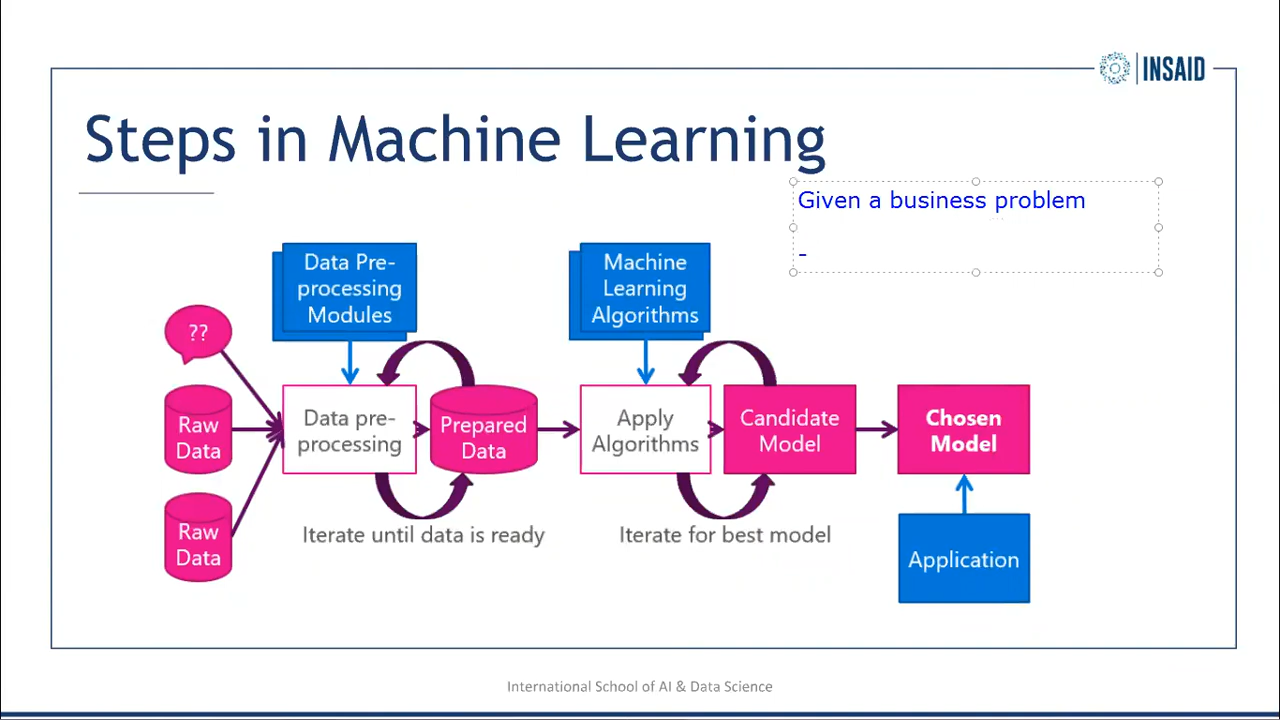 INSAID
Steps in Machine Learning
Given a business problem
-
Data Pre-
processing
Modules
Machine
Learning
Algorithms
??
Raw
Data
Data pre-
processing
Prepared
Data
Apply
Algorithms
Candidate
Model
Chosen
Model
Raw
Data
Iterate until data is ready
Iterate for best model
Application
International School of AI & Data Science